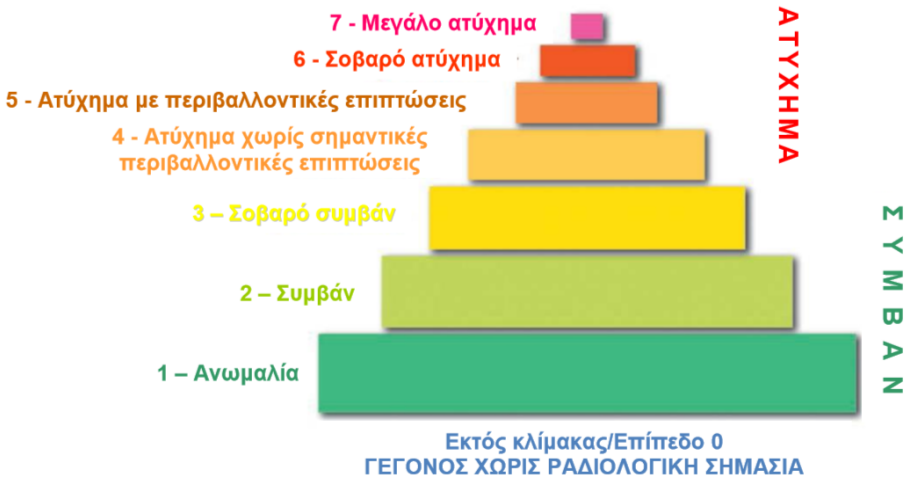 7 - Μεγάλο ατύχημα
6 - Σοβαρό ατύχημα
5 - Ατύχημα με περιβαλλοντικές επιπτώσεις
4 - Ατύχημα χωρίς σημαντικές
περιβαλλοντικές επιπτώσεις
3 – Σοβαρό συμβάν
2 – Συμβάν
1 – Ανωμαλία
ΑΤΥΧΗΜΑ
ΣΥΜΒΑΝ
Εκτός κλίμακας/Επίπεδο 0
ΓΕΓΟΝΟΣ ΧΩΡΙΣ ΡΑΔΙΟΛΟΓΙΚΗ ΣΗΜΑΣΙΑ